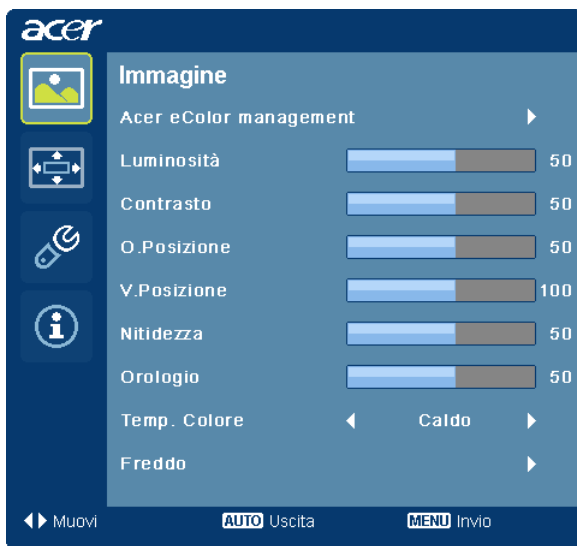 acer
Immagine
Acer eColor management
Luminosità 50
Contrasto 50
O.Posizione 50
V.Posizione 100
Nitidezza 50
Orologio 50
Temp. Colore Caldo
Freddo
Muovi AUTO Uscita MENU Invio